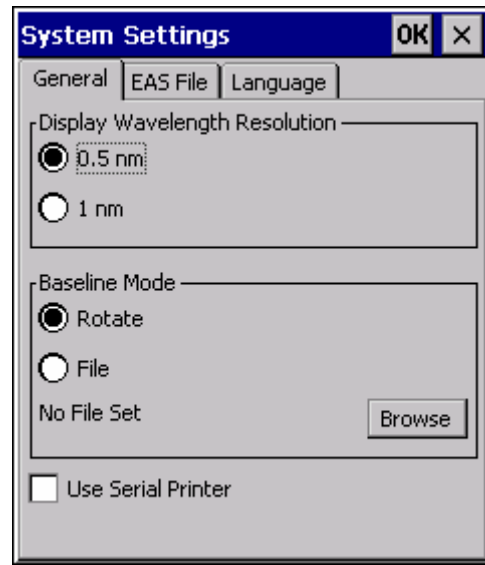 System Settings OK ×
General EAS File Language
Display Wavelength Resolution
0.5 nm
1 nm
Baseline Mode
Rotate
File
No File Set Browse
Use Serial Printer